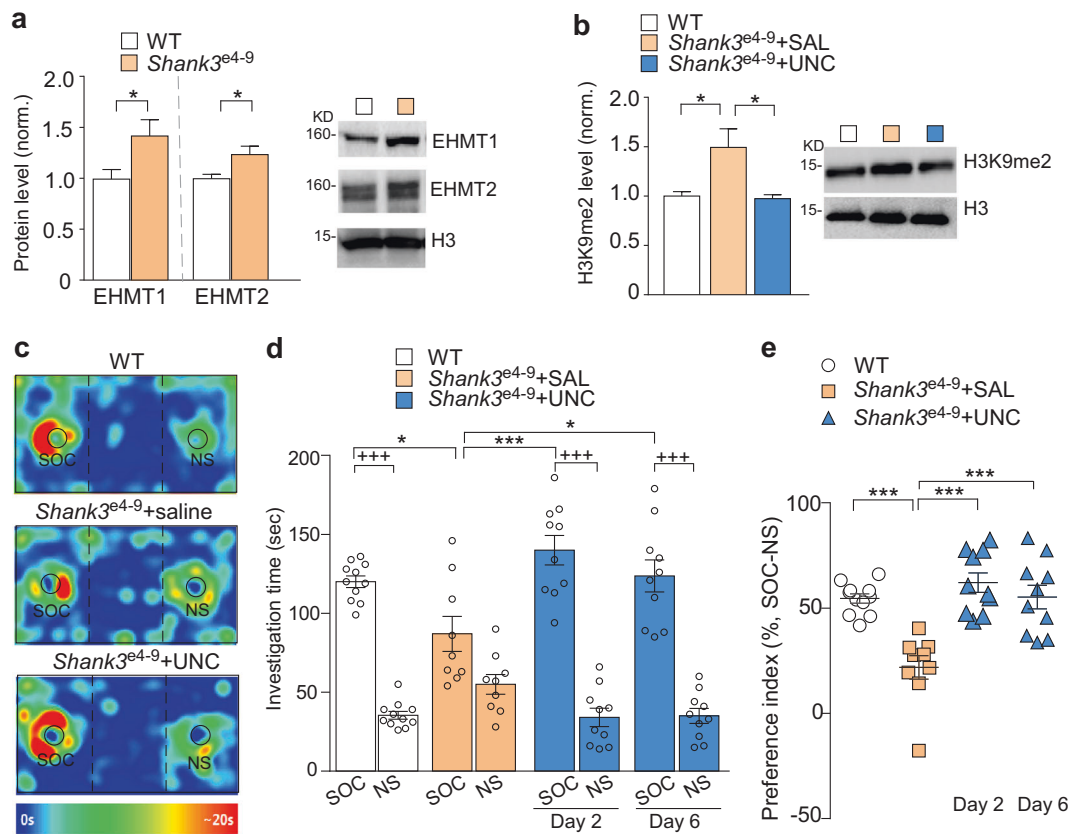 a
WT
Shank3e4-9
Protein level (norm.)
2.0
1.5
1.0
0.5
0
*
*
EHMT1
EHMT2
KD
160-
EHMT1
160-
EHMT2
15-
H3
b
WT
Shank3e4-9+SAL
Shank3e4-9+UNC
H3K9me2 level (norm.)
2.0
1.5
1.0
0.5
0.0
*
*
KD
15-
H3K9me2
15-
H3
c
WT
SOC
NS
Shank3e4-9+saline
SOC
NS
Shank3e4-9+UNC
SOC
NS
0s
~20s
d
WT
Shank3e4-9+SAL
Shank3e4-9+UNC
Investigation time (sec)
200
150
100
50
0
*
***
*
+++
+++
+++
SOC NS
SOC NS
SOC NS
SOC NS
Day 2
Day 6
e
WT
Shank3e4-9+SAL
Shank3e4-9+UNC
Preference index (%, SOC-NS)
100
50
0
-50
***
***
***
Day 2
Day 6